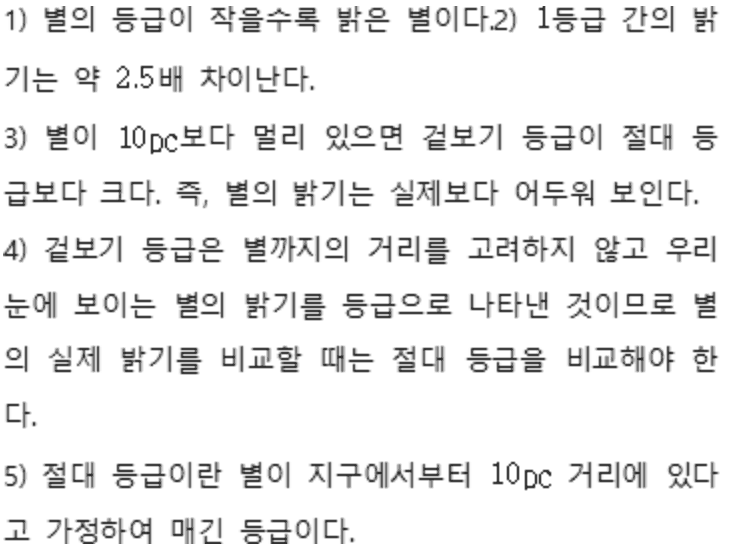 1) 별의 등급이 작을수록 밝은 별이다.2) 1등급 간의 밝
기는 약 2.5배 차이난다.
3) 별이 10pc보다 멀리 있으면 겉보기 등급이 절대 등
급보다 크다. 즉, 별의 밝기는 실제보다 어두워 보인다.
4) 겉보기 등급은 별까지의 거리를 고려하지 않고 우리
눈에 보이는 별의 밝기를 등급으로 나타낸 것이므로 별
의 실제 밝기를 비교할 때는 절대 등급을 비교해야 한
다.
5) 절대 등급이란 별이 지구에서부터 10pc 거리에 있다
고 가정하여 매긴 등급이다.